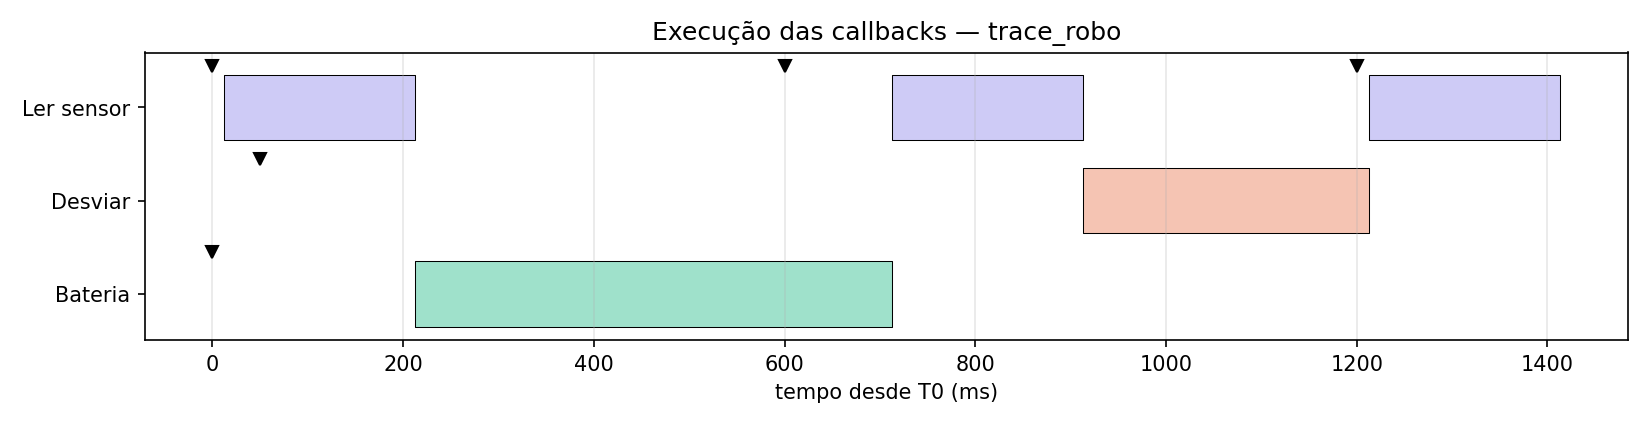 Execução das callbacks — trace_robo
Ler sensor
Desviar
Bateria
0 200 400 600 800 1000 1200 1400
tempo desde T0 (ms)